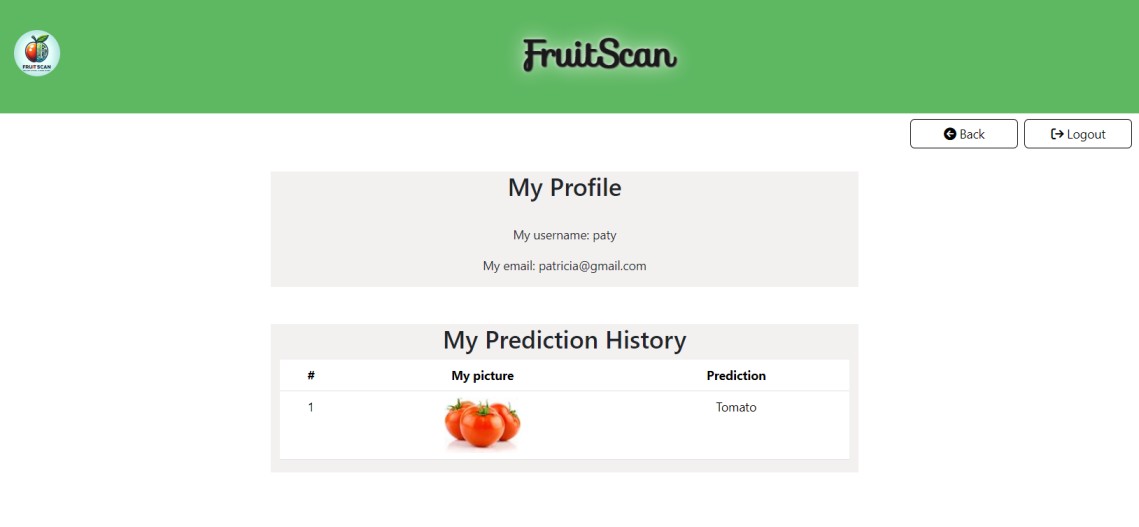 FruitScan
FRUIT SCAN
Back
Logout
My Profile
My username: paty
My email: patricia@gmail.com
My Prediction History
# My picture Prediction
1 Tomato